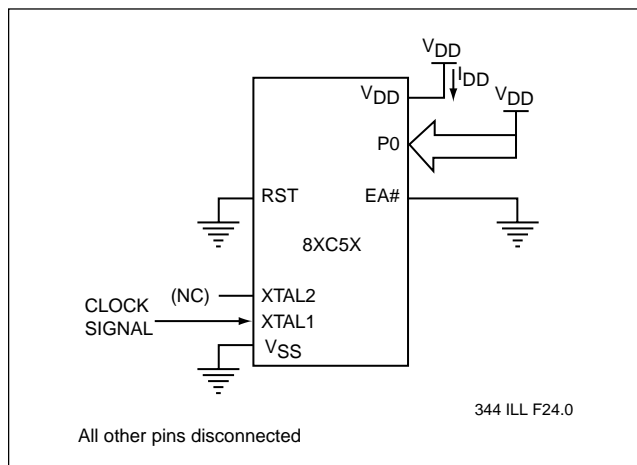 VDD
IDD
VDD
VDD
P0
RST
EA#
8XC5X
(NC)
XTAL2
CLOCK
SIGNAL
XTAL1
VSS
344 ILL F24.0
All other pins disconnected